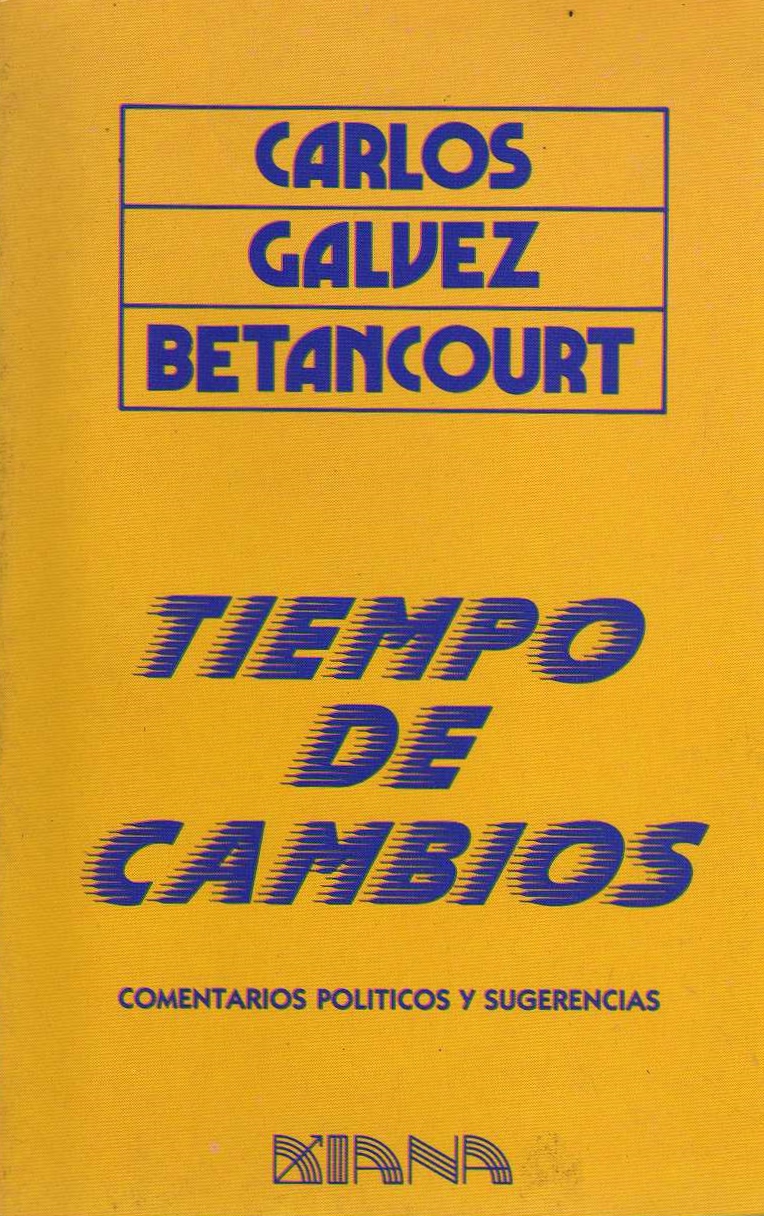 CARLOS
GALVEZ
BETANCOURT
TIEMPO
DE
CAMBIOS
COMENTARIOS POLITICOS Y SUGERENCIAS
DIANA